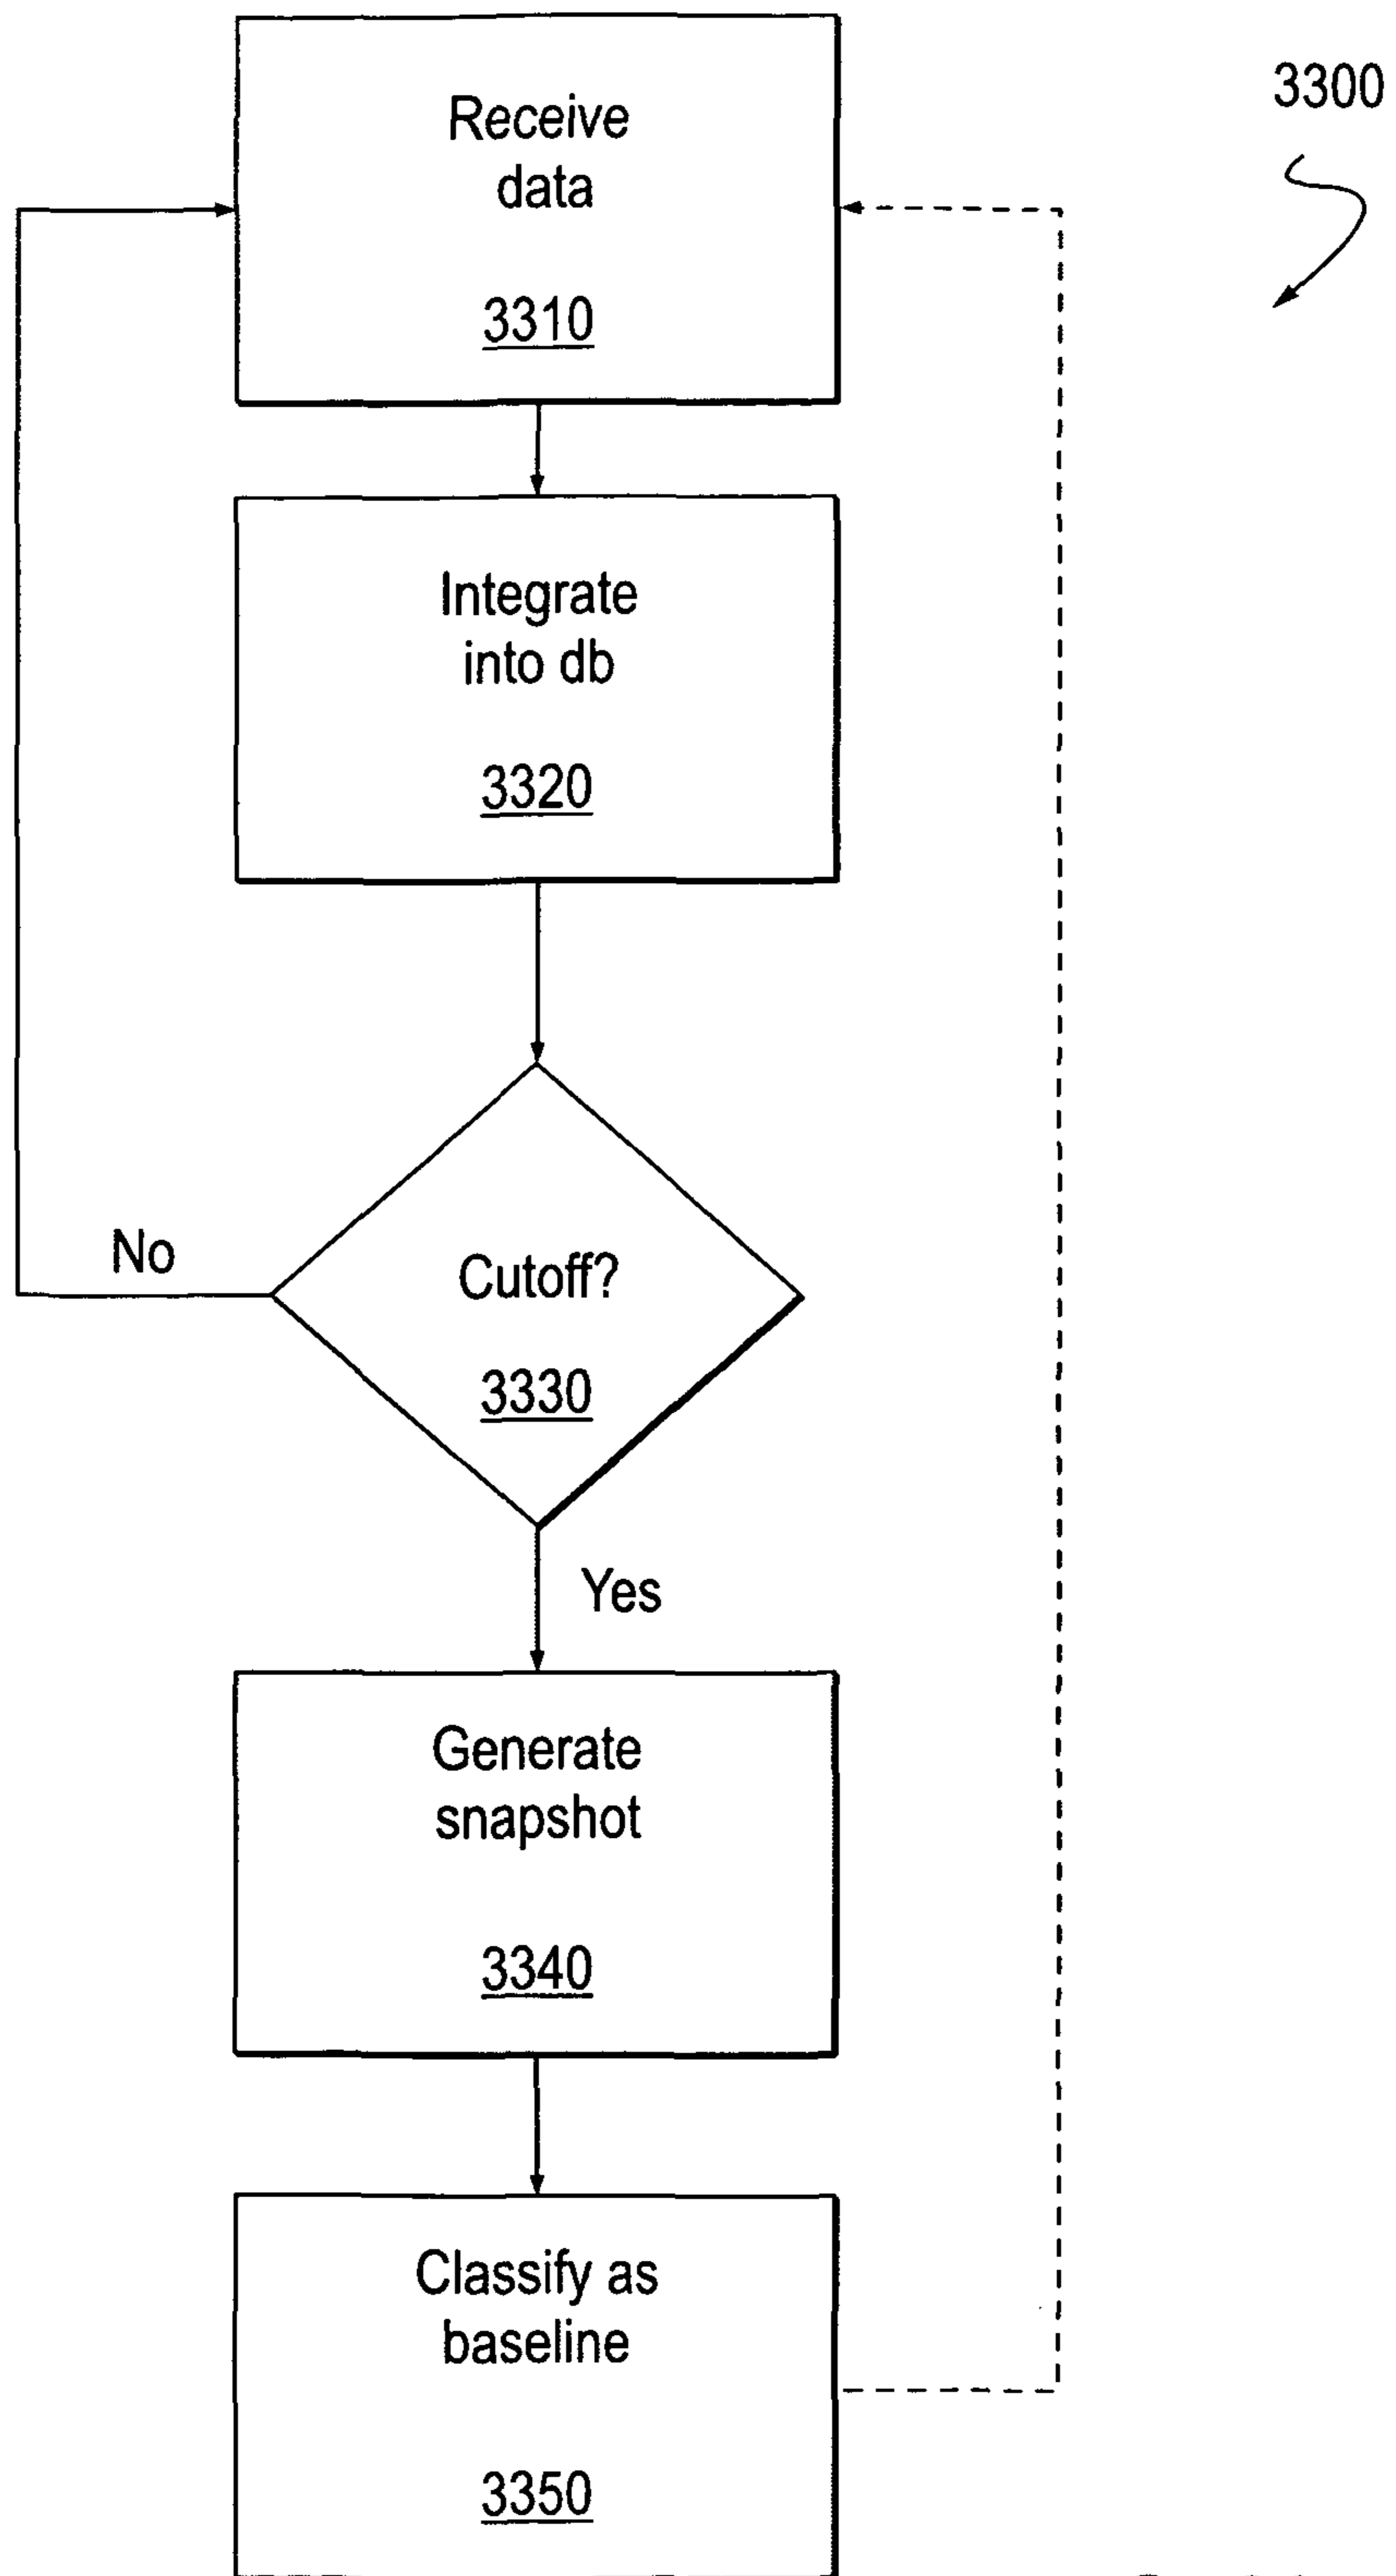 3300
Receive
data
3310
Integrate
into db
3320
Cutoff?
3330
No
Yes
Generate
snapshot
3340
Classify as
baseline
3350